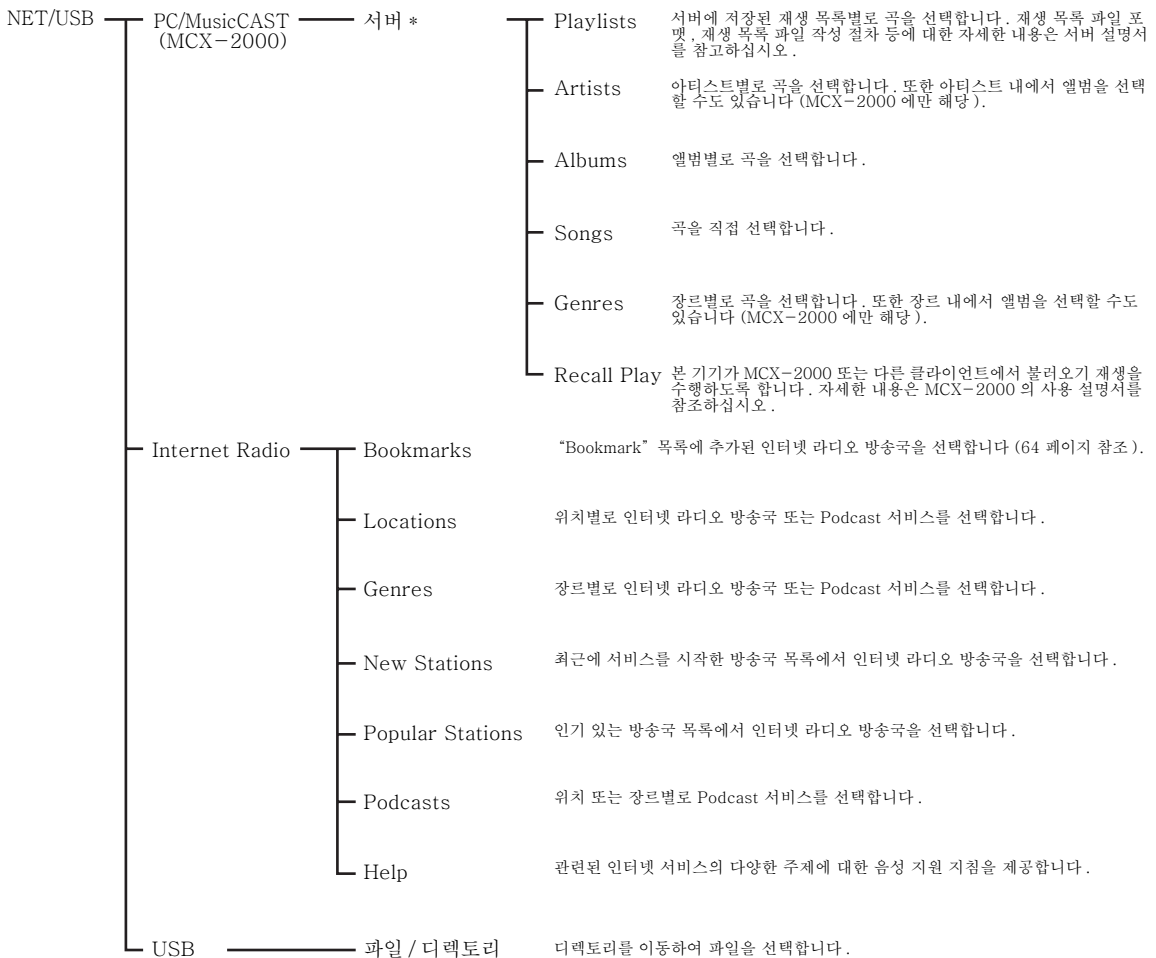 NET/USB
PC/MusicCAST
(MCX-2000)
서버 *
Playlists
서버에 저장된 재생 목록별로 곡을 선택합니다 . 재생 목록 파일 포
맷 , 재생 목록 파일 작성 절차 등에 대한 자세한 내용은 서버 설명서
를 참고하십시오 .
Artists
아티스트별로 곡을 선택합니다 . 또한 아티스트 내에서 앨범을 선택
할 수도 있습니다 (MCX-2000 에만 해당 ).
Albums
앨범별로 곡을 선택합니다 .
Songs
곡을 직접 선택합니다 .
Genres
장르별로 곡을 선택합니다 . 또한 장르 내에서 앨범을 선택할 수도
있습니다 (MCX-2000 에만 해당 ).
Recall Play
본 기기가 MCX-2000 또는 다른 클라이언트에서 불러오기 재생을
수행하도록 합니다 . 자세한 내용은 MCX-2000 의 사용 설명서를
참조하십시오 .
Internet Radio
Bookmarks
“Bookmark” 목록에 추가된 인터넷 라디오 방송국을 선택합니다 (64 페이지 참조 ).
Locations
위치별로 인터넷 라디오 방송국 또는 Podcast 서비스를 선택합니다 .
Genres
장르별로 인터넷 라디오 방송국 또는 Podcast 서비스를 선택합니다 .
New Stations
최근에 서비스를 시작한 방송국 목록에서 인터넷 라디오 방송국을 선택합니다 .
Popular Stations
인기 있는 방송국 목록에서 인터넷 라디오 방송국을 선택합니다 .
Podcasts
위치 또는 장르별로 Podcast 서비스를 선택합니다 .
Help
관련된 인터넷 서비스의 다양한 주제에 대한 음성 지원 지침을 제공합니다 .
USB
파일 / 디렉토리
디렉토리를 이동하여 파일을 선택합니다 .